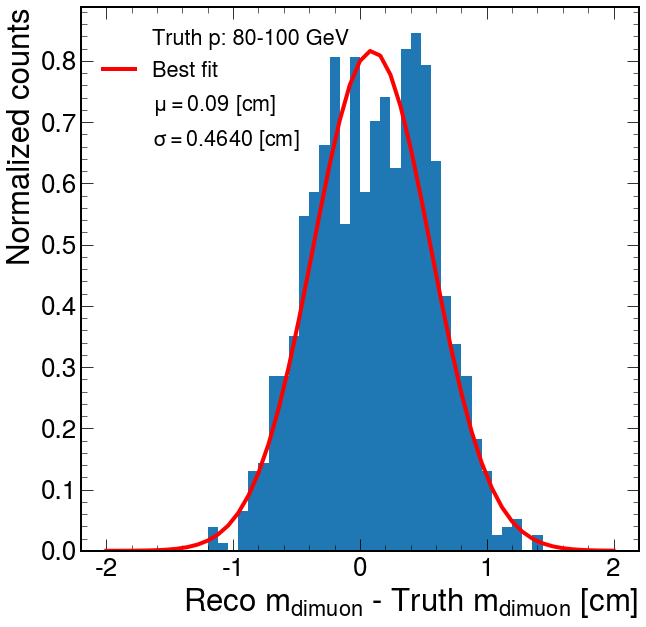 Truth p: 80-100 GeV
Best fit
μ = 0.09 [cm]
σ = 0.4640 [cm]
Normalized counts
0.8
0.7
0.6
0.5
0.4
0.3
0.2
0.1
0.0
-2 -1 0 1 2
Reco m_dimuon - Truth m_dimuon [cm]